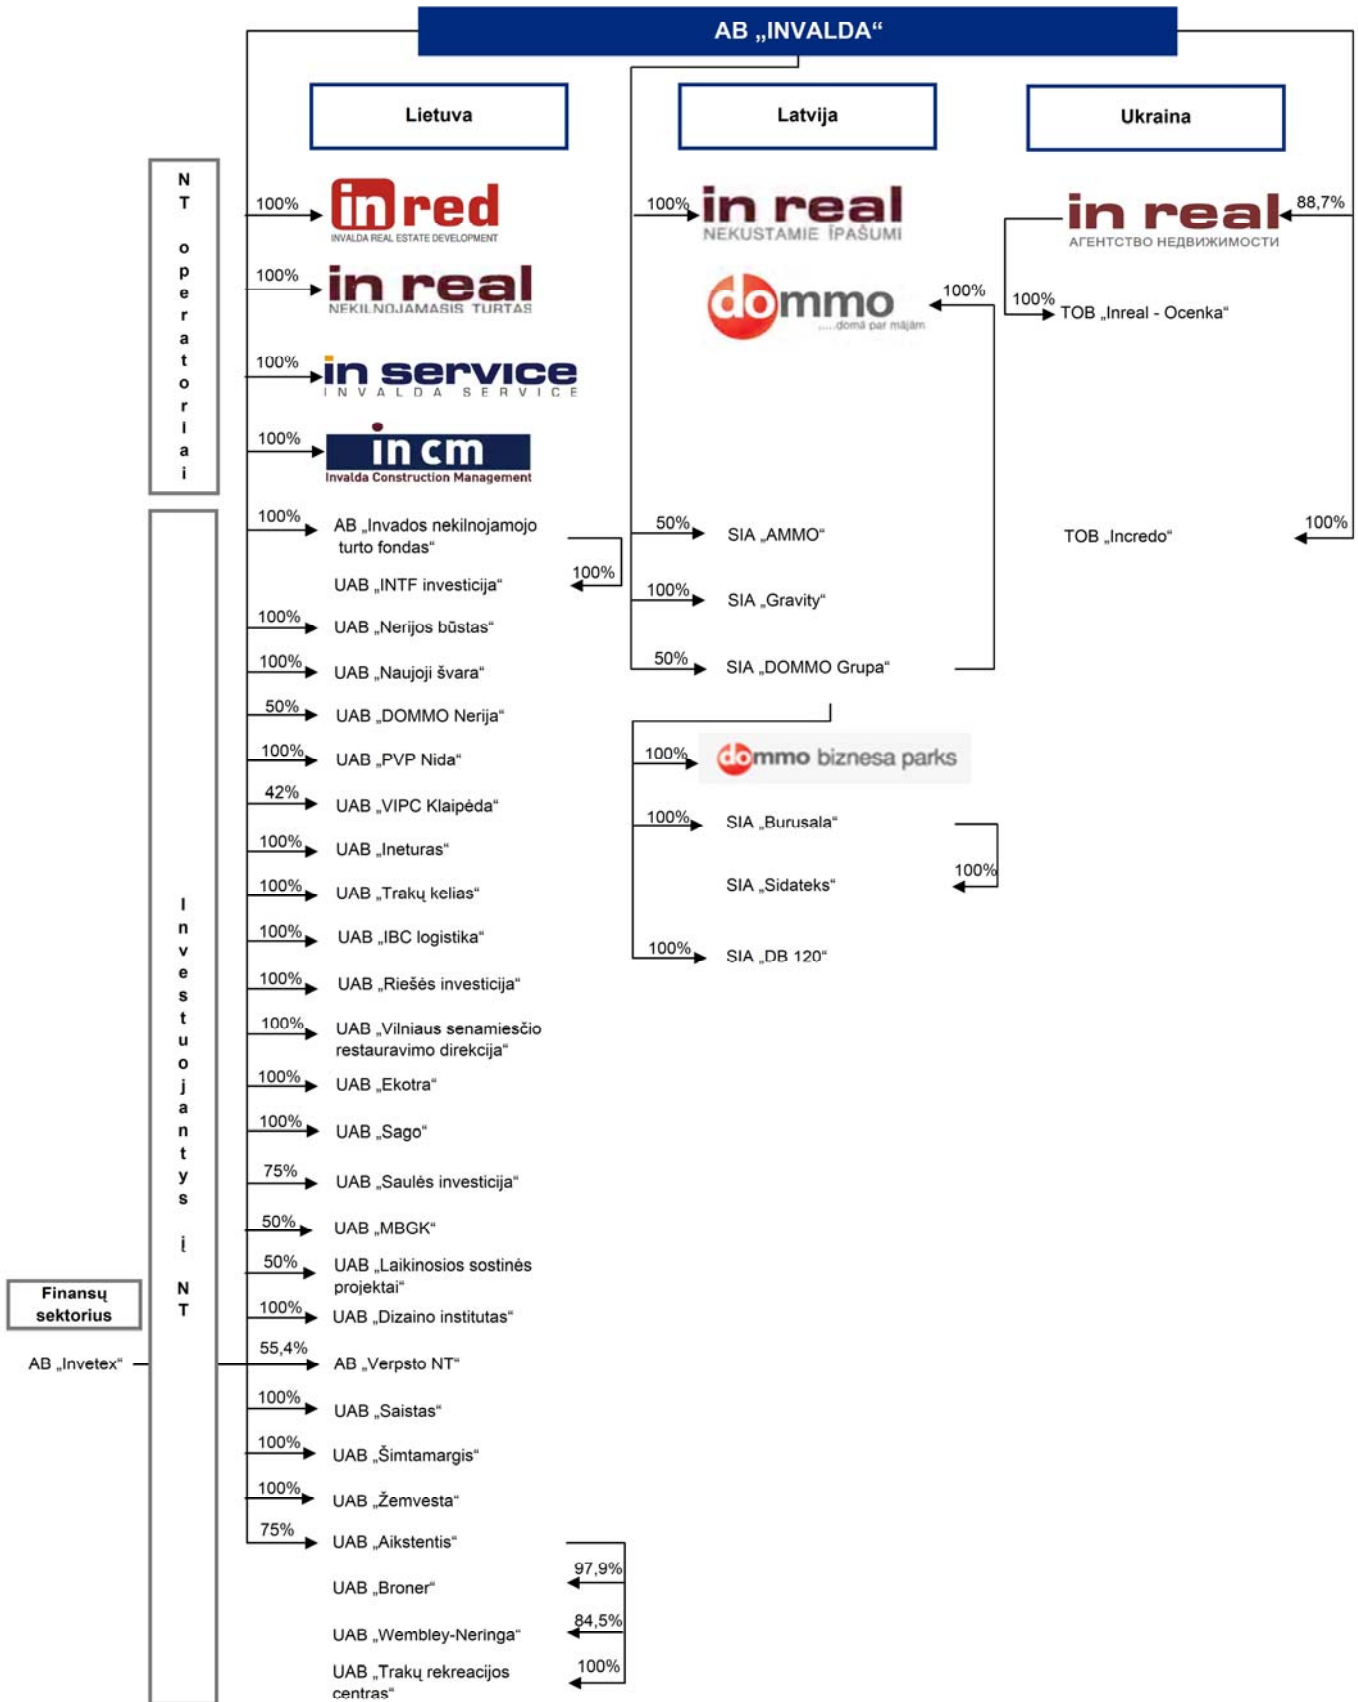 AB „INVALDA“
Lietuva
Latvija
Ukraina
NT operatoriai
100%
in red
INVALDA REAL ESTATE DEVELOPMENT
100%
in real
NEKUSTAMIE ĪPAŠUMI
in real
88,7%
АГЕНТСТВО НЕДВИЖИМОСТИ
100%
in real
NEKILNOJAMASIS TURTAS
dommo
100%
.....domā par mājām
100%
TOB „Inreal - Ocenka“
100%
in service
INVALDA SERVICE
100%
in cm
Invalda Construction Management
Investuojantys į NT
100%
AB „Invados nekilnojamojo
turto fondas“
50%
SIA „AMMO“
TOB „Incredo“
100%
UAB „INTF investicija“
100%
100%
SIA „Gravity“
100%
UAB „Nerijos būstas“
100%
UAB „Naujoji švara“
50%
SIA „DOMMO Grupa“
50%
UAB „DOMMO Nerija“
100%
UAB „PVP Nida“
100%
dommo biznesa parks
42%
UAB „VIPC Klaipėda“
100%
SIA „Burusala“
100%
UAB „Ineturas“
100%
SIA „Sidateks“
100%
UAB „Trakų kelias“
100%
UAB „IBC logistika“
100%
SIA „DB 120“
100%
UAB „Riešės investicija“
100%
UAB „Vilniaus senamiesčio
restauravimo direkcija“
100%
UAB „Ekotra“
100%
UAB „Sago“
75%
UAB „Saulės investicija“
50%
UAB „MBGK“
50%
UAB „Laikinosios sostinės
projektai“
Finansų
sektorius
100%
UAB „Dizaino institutas“
AB „Invetex“
55,4%
AB „Verpsto NT“
100%
UAB „Saistas“
100%
UAB „Šimtamargis“
100%
UAB „Žemvesta“
75%
UAB „Aikstentis“
97,9%
UAB „Broner“
84,5%
UAB „Wembley-Neringa“
100%
UAB „Trakų rekreacijos
centras“